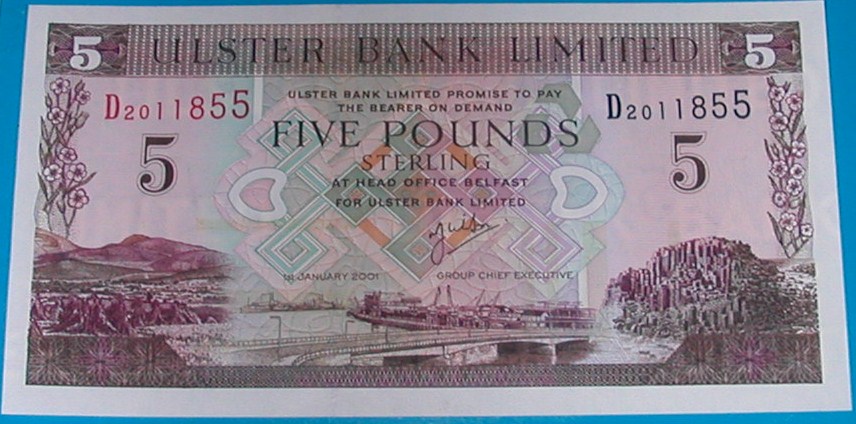 5 ULSTER BANK LIMITED 5
ULSTER BANK LIMITED PROMISE TO PAY
D2011855 THE BEARER ON DEMAND D2011855
5 FIVE POUNDS 5
STERLING
AT HEAD OFFICE BELFAST
FOR ULSTER BANK LIMITED
1st JANUARY 2001 GROUP CHIEF EXECUTIVE